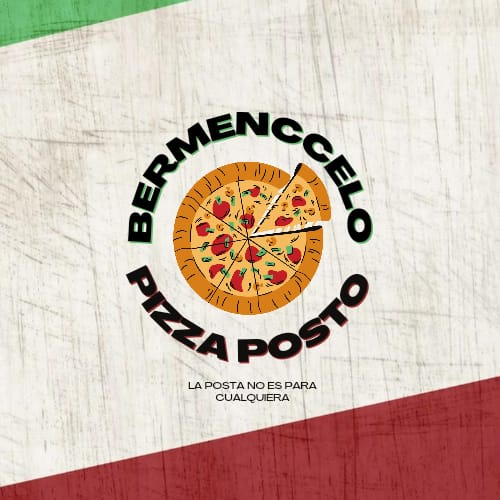 BERMENCCELO
PIZZA POSTO
LA POSTA NO ES PARA
CUALQUIERA